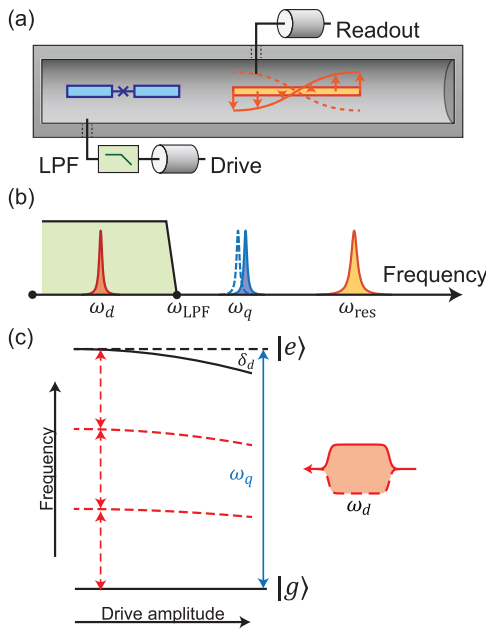 (a)
Readout
LPF
Drive
(b)
Frequency
ω_d
ω_LPF
ω_q
ω_res
(c)
|e⟩
δ_d
Frequency
ω_q
ω_d
|g⟩
Drive amplitude